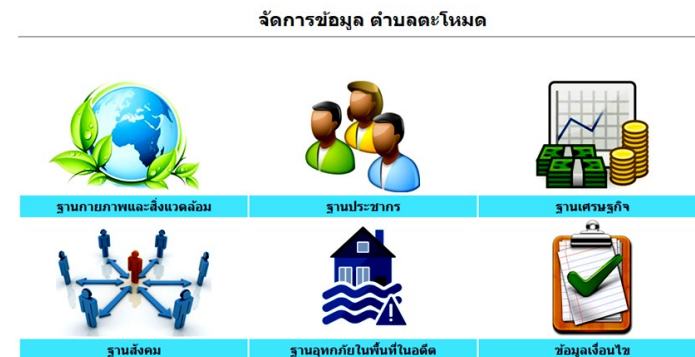 จัดการข้อมูล ตำบลตะโหมด
ฐานกายภาพและสิ่งแวดล้อม
ฐานประชากร
ฐานเศรษฐกิจ
ฐานสังคม
ฐานอุทกภัยในพื้นที่ในอดีต
ข้อมูลเงื่อนไข